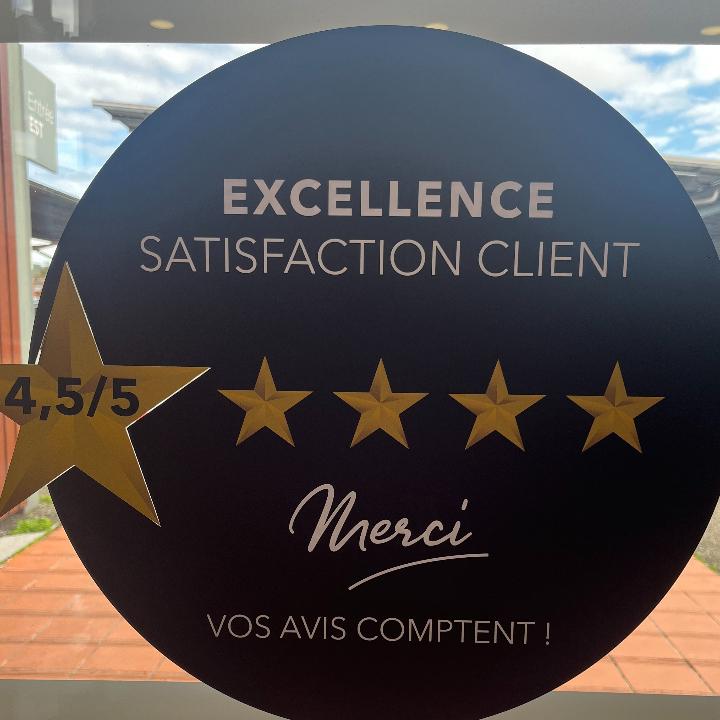 Entrée
EST
EXCELLENCE
SATISFACTION CLIENT
4,5/5
Merci
VOS AVIS COMPTENT !